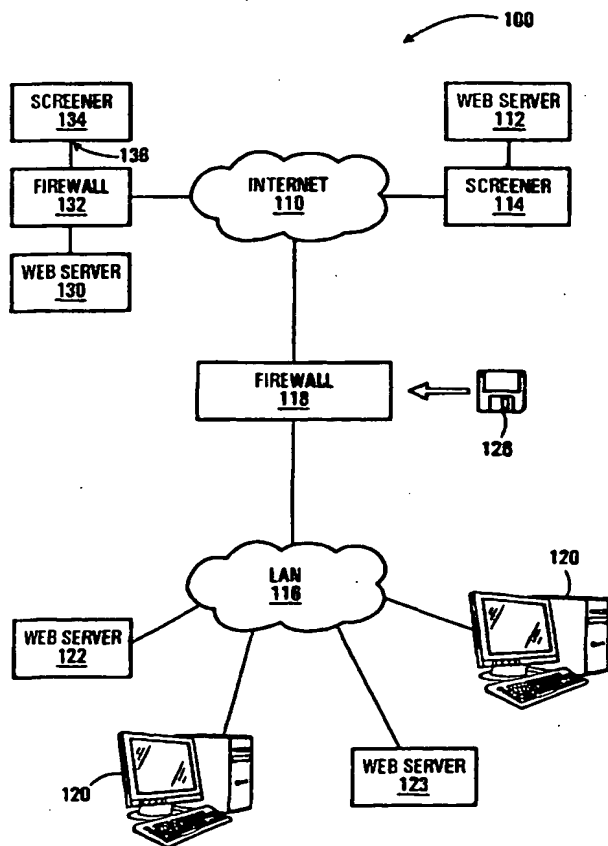 100
SCREENER
134
WEB SERVER
112
136
FIREWALL
132
INTERNET
110
SCREENER
114
WEB SERVER
130
FIREWALL
118
128
LAN
116
120
WEB SERVER
122
120
WEB SERVER
123